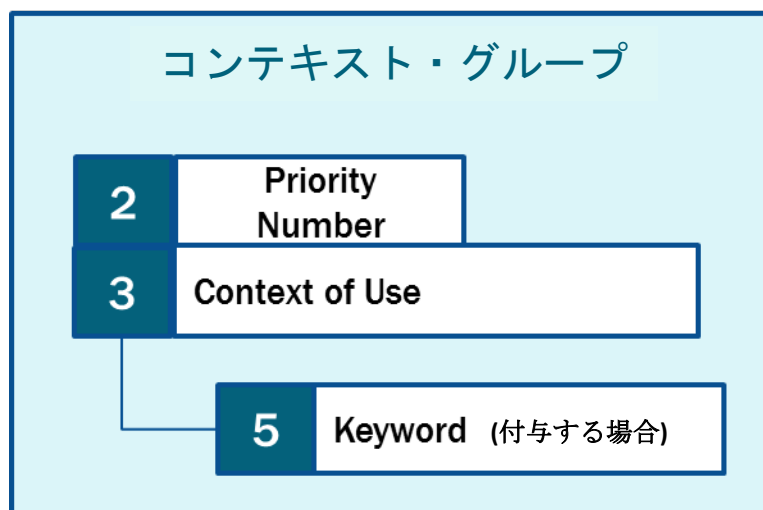 コンテキスト・グループ
2
Priority
Number
3 Context of Use
5 Keyword (付与する場合)